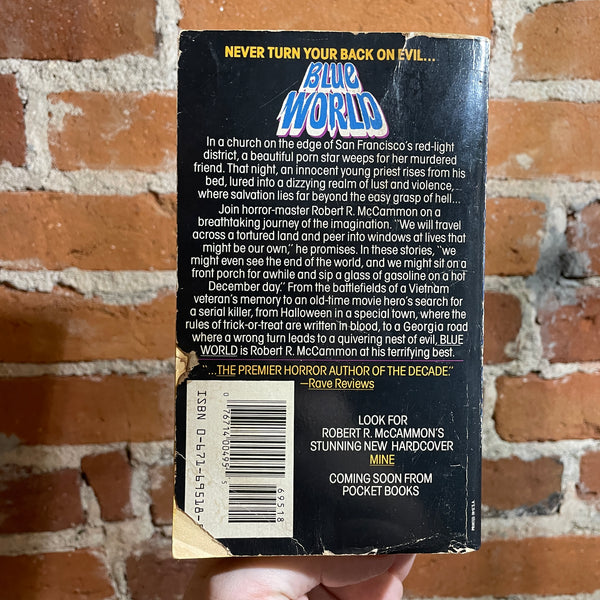 NEVER TURN YOUR BACK ON EVIL...
BLUE
WORLD
In a church on the edge of San Francisco's red-light
district, a beautiful porn star weeps for her murdered
friend. That night, an innocent young priest rises from his
bed, lured into a dizzying realm of lust and violence,...
where salvation lies far beyond the easy grasp of hell...
Join horror-master Robert R. McCammon on a
breathtaking journey of the imagination. "We will travel
across a tortured land and peer into windows at lives that
might be our own," he promises. In these stories, "we
might even see the end of the world, and we might sit on a
front porch for awhile and sip a glass of gasoline on a hot
December day." From the battlefields of a Vietnam
veteran's memory to an old-time movie hero's search for
a serial killer, from Halloween in a special town, where the
rules of trick-or-treat are written in blood, to a Georgia road
where a wrong turn leads to a quivering nest of evil, BLUE
WORLD is Robert R. McCammon at his terrifying best.
"...THE PREMIER HORROR AUTHOR OF THE DECADE."
—Rave Reviews
LOOK FOR
ROBERT R. McCAMMON'S
STUNNING NEW HARDCOVER
MINE
COMING SOON FROM
POCKET BOOKS
ISBN 0-671-69518-
0 76714 00495 5
69518
PRINTED IN U.S.A.